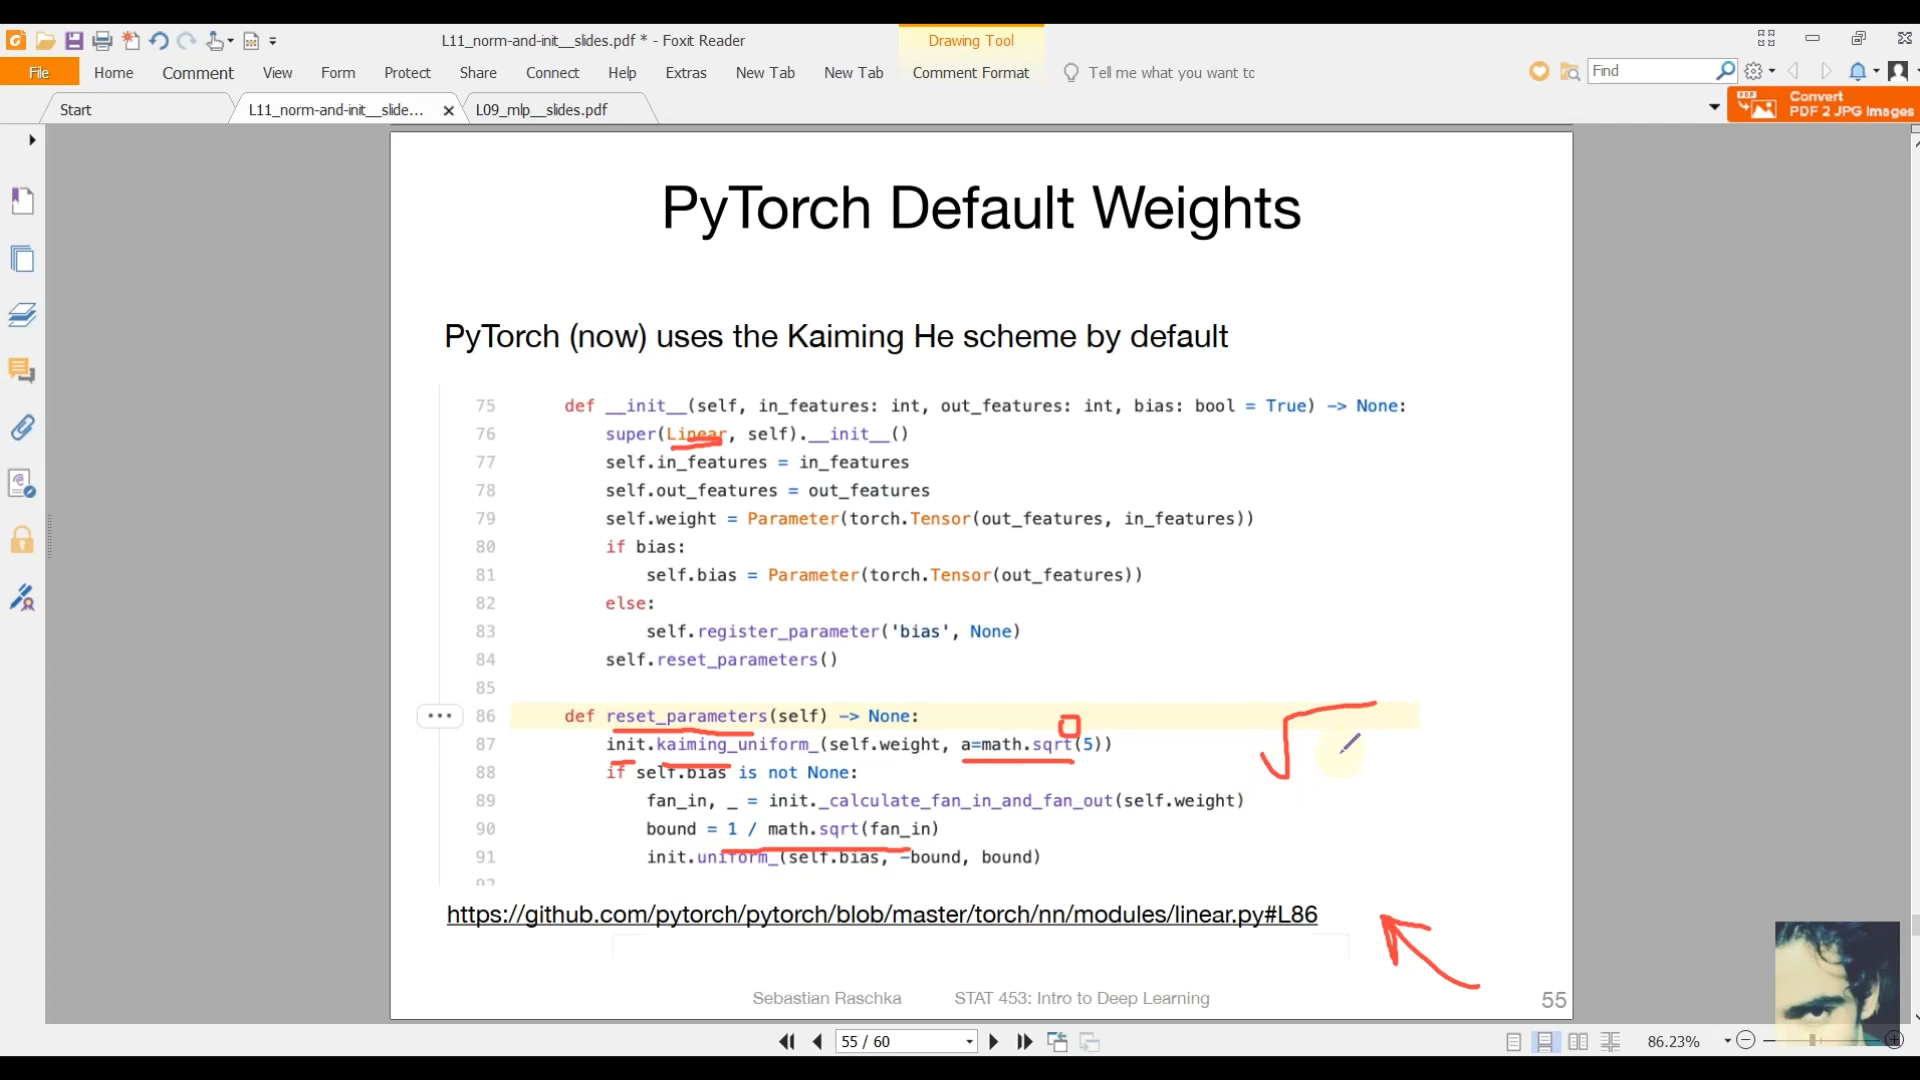 L11_norm-and-init__slides.pdf * - Foxit Reader
Drawing Tool
File Home Comment View Form Protect Share Connect Help Extras New Tab New Tab Comment Format Tell me what you want to Find
Start L11_norm-and-init__slide... L09_mlp__slides.pdf
Convert
PDF 2 JPG Images
PyTorch Default Weights
PyTorch (now) uses the Kaiming He scheme by default
75 def __init__(self, in_features: int, out_features: int, bias: bool = True) -> None:
76 super(Linear, self).__init__()
77 self.in_features = in_features
78 self.out_features = out_features
79 self.weight = Parameter(torch.Tensor(out_features, in_features))
80 if bias:
81 self.bias = Parameter(torch.Tensor(out_features))
82 else:
83 self.register_parameter('bias', None)
84 self.reset_parameters()
85
86 def reset_parameters(self) -> None:
87 init.kaiming_uniform_(self.weight, a=math.sqrt(5))
88 if self.bias is not None:
89 fan_in, _ = init._calculate_fan_in_and_fan_out(self.weight)
90 bound = 1 / math.sqrt(fan_in)
91 init.uniform_(self.bias, -bound, bound)
92
https://github.com/pytorch/pytorch/blob/master/torch/nn/modules/linear.py#L86
Sebastian Raschka STAT 453: Intro to Deep Learning 55
55 / 60
86.23%